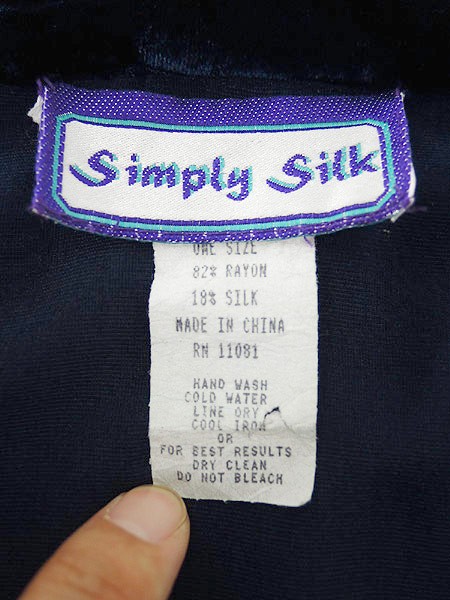 Simply Silk
ONE SIZE
82% RAYON
18% SILK
MADE IN CHINA
RN 11081
HAND WASH
COLD WATER
LINE DRY
COOL IRON
OR
FOR BEST RESULTS
DRY CLEAN
DO NOT BLEACH